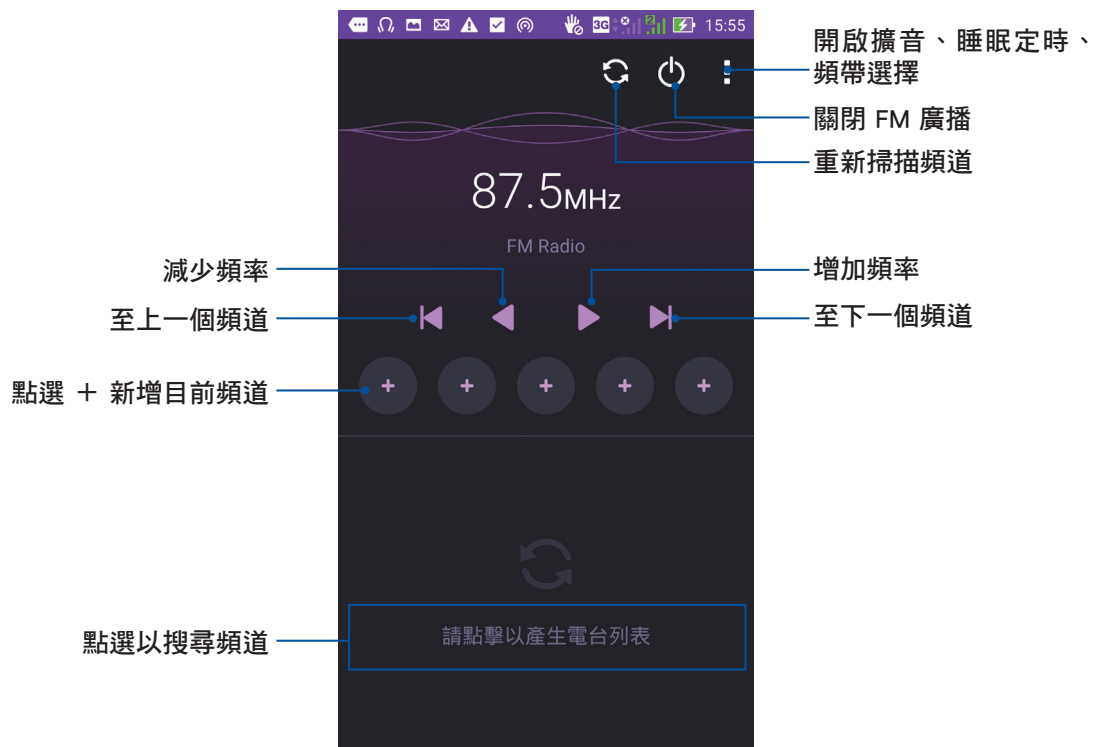 3G 2 15:55
開啟擴音、睡眠定時、
頻帶選擇
關閉 FM 廣播
重新掃描頻道
87.5MHz
FM Radio
減少頻率
增加頻率
至上一個頻道
至下一個頻道
點選 ＋ 新增目前頻道
點選以搜尋頻道
請點擊以產生電台列表